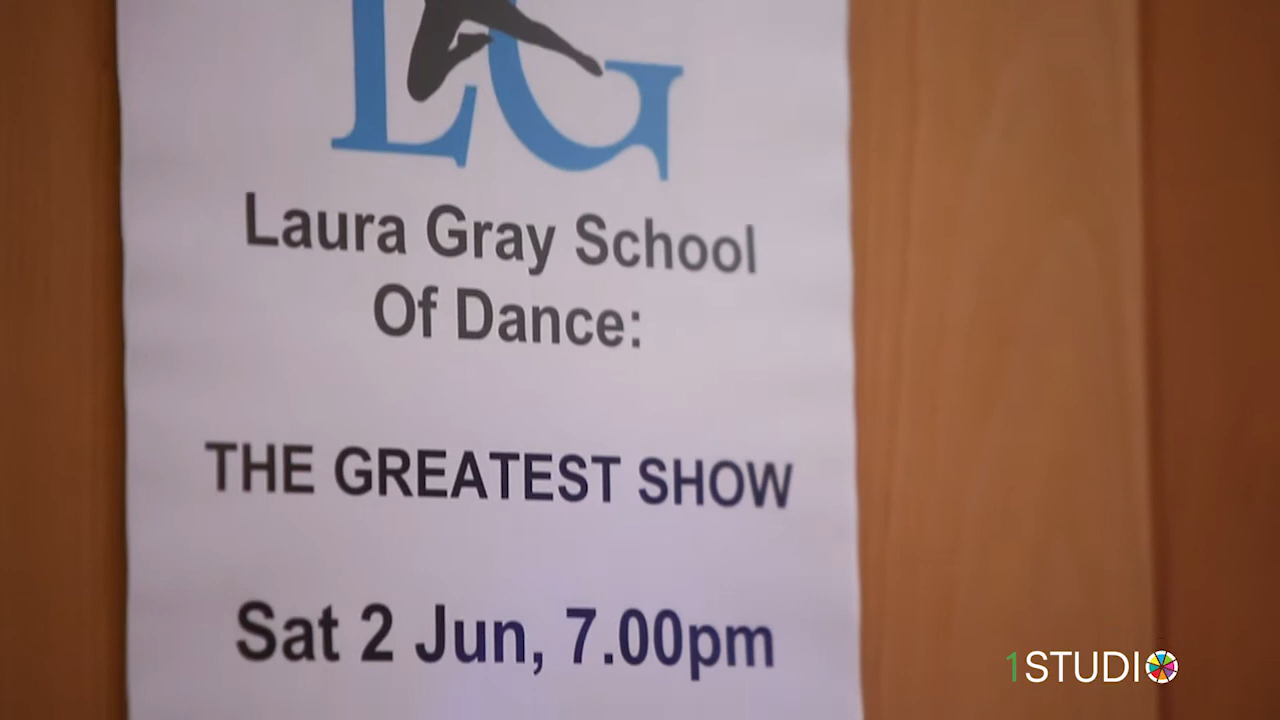 LG
Laura Gray School
Of Dance:
THE GREATEST SHOW
Sat 2 Jun, 7.00pm
1STUDIO